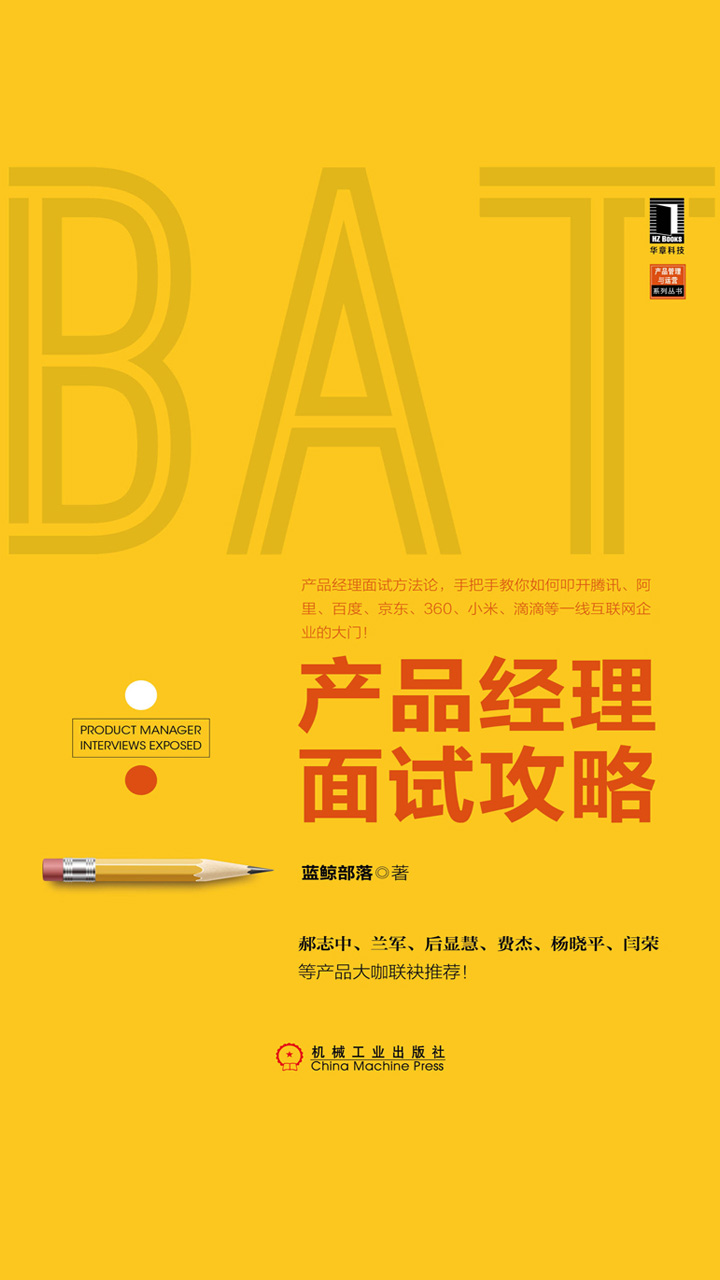 BAT
HZ BOOKS
华章科技
产品管理
与运营
系列丛书
产品经理面试方法论，手把手教你如何叩开腾讯、阿
里、百度、京东、360、小米、滴滴等一线互联网企
业的大门！
产品经理
面试攻略
PRODUCT MANAGER
INTERVIEWS EXPOSED
蓝鲸部落◎著
郝志中、兰军、后显慧、费杰、杨晓平、闫荣
等产品大咖联袂推荐！
机械工业出版社
China Machine Press